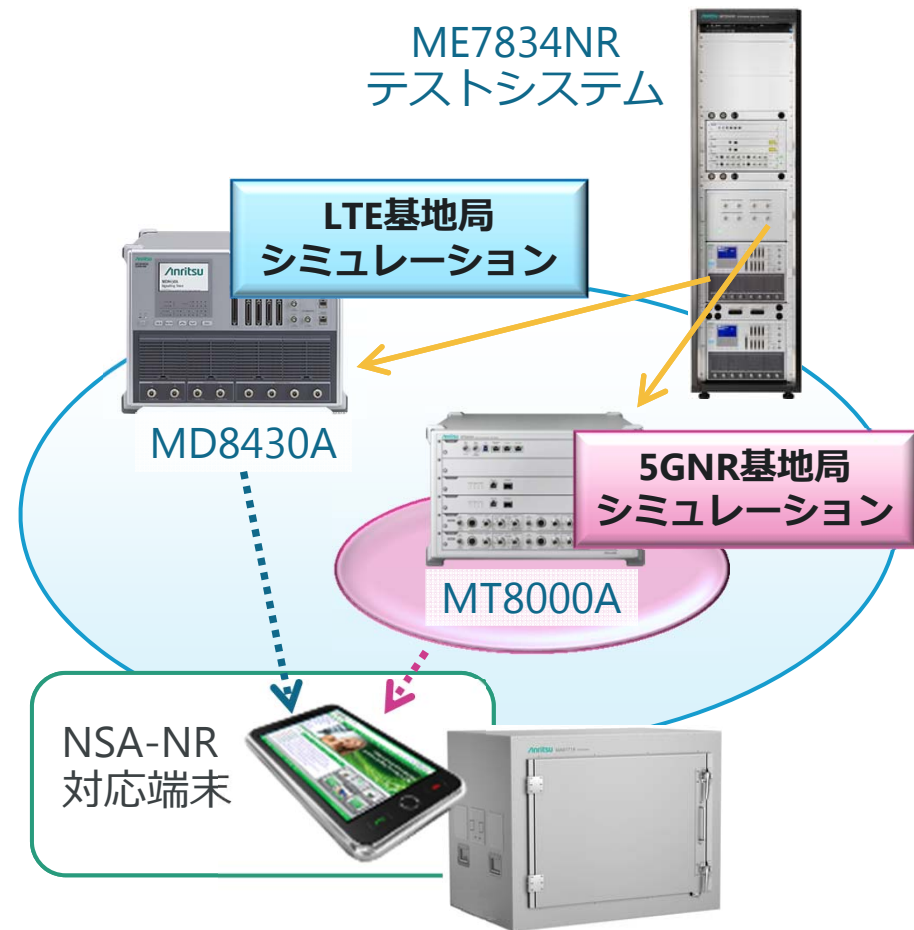 ME7834NR
テストシステム
LTE基地局
シミュレーション
Anritsu
MD8430A
5GNR基地局
シミュレーション
MT8000A
NSA-NR
対応端末
Anritsu